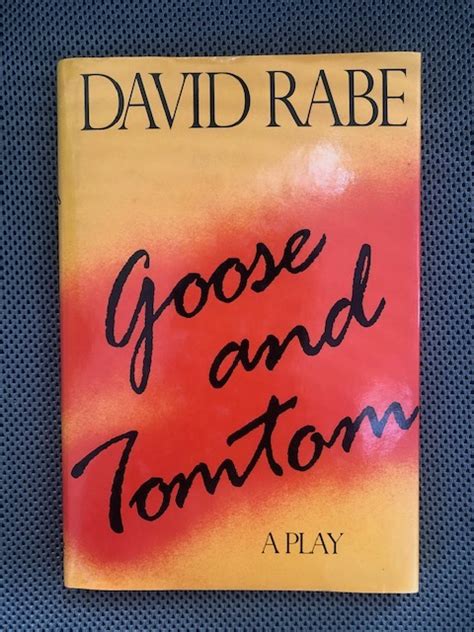 DAVID RABE
Goose
and
Tomtom
A PLAY